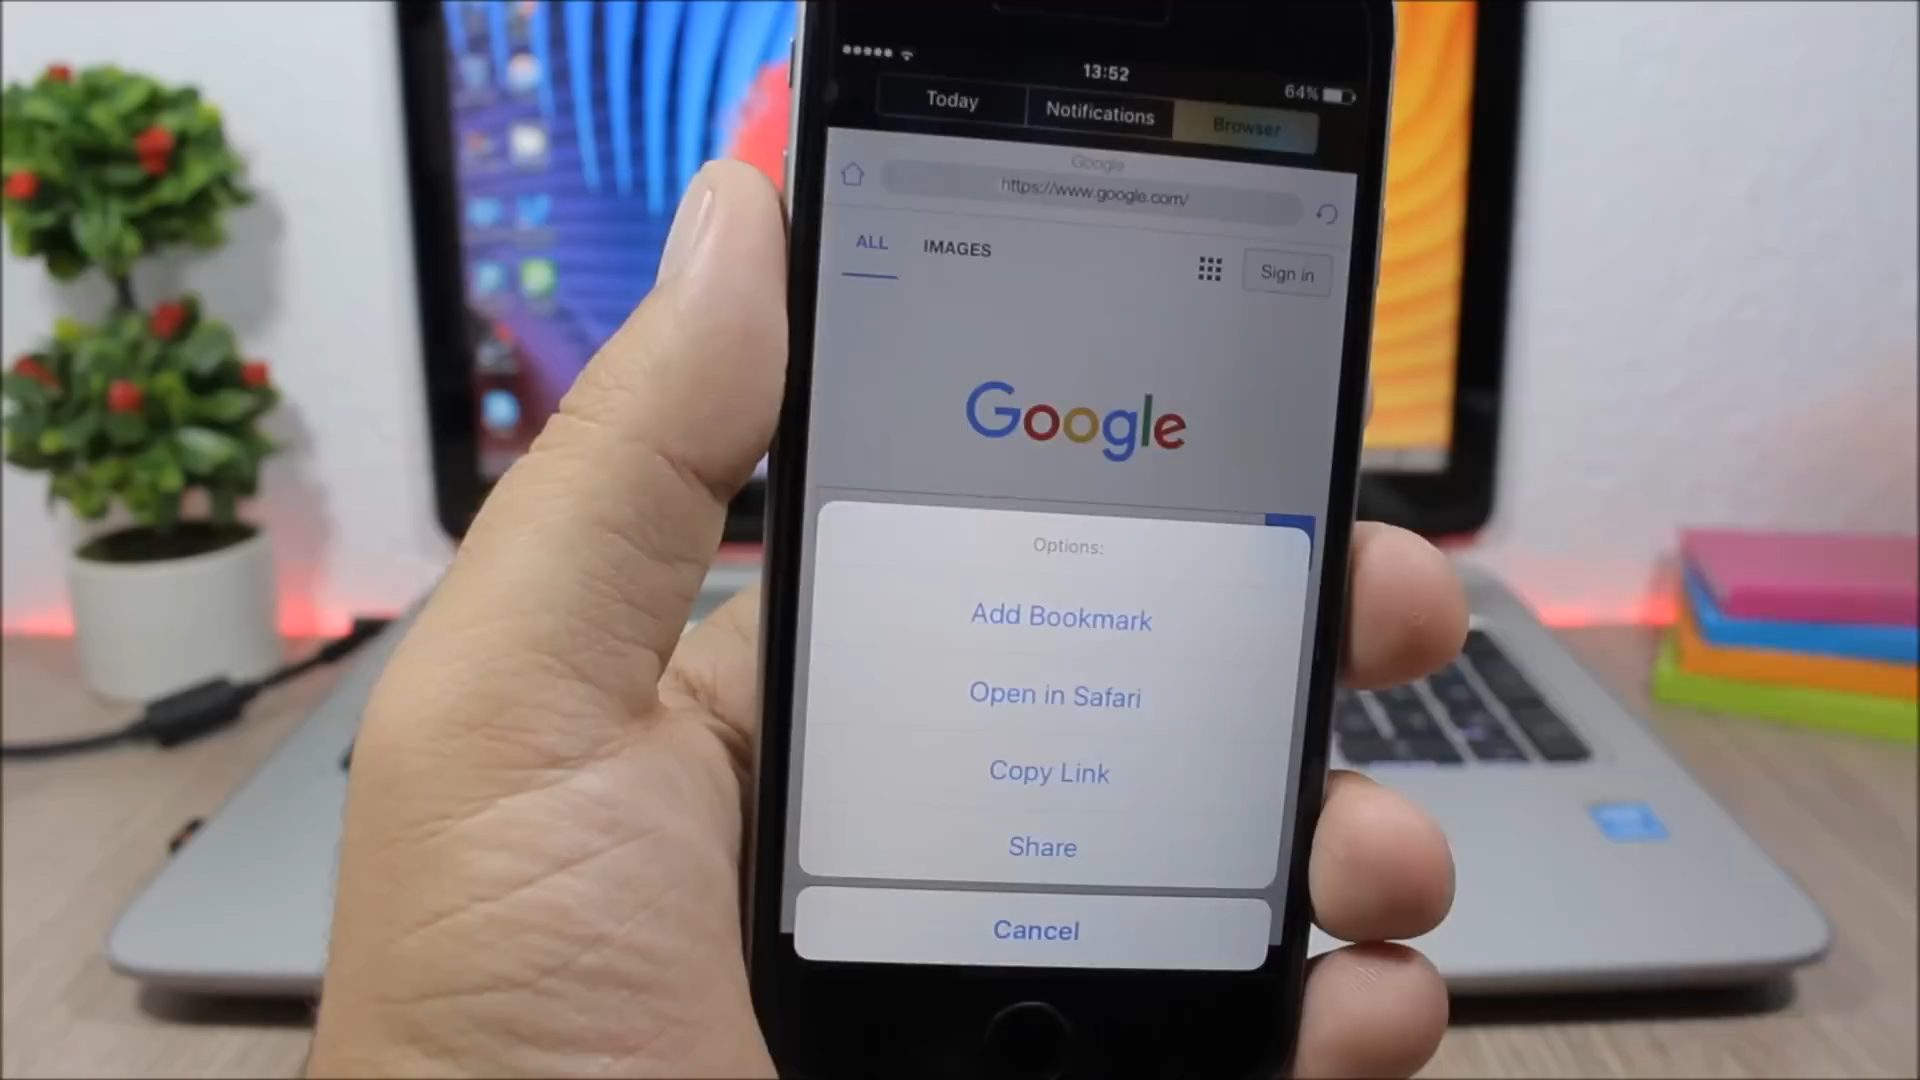 13:52
64%
Today
Notifications
Browser
Google
https://www.google.com/
ALL
IMAGES
Sign in
Google
Options:
Add Bookmark
Open in Safari
Copy Link
Share
Cancel